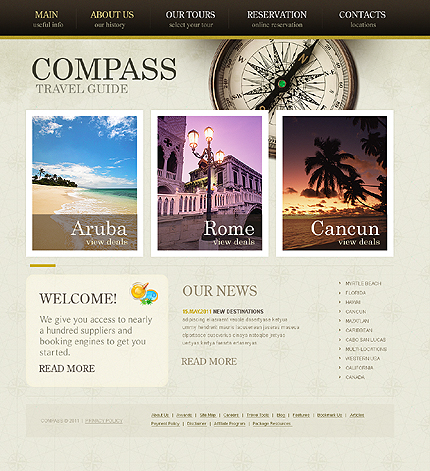 MAIN ABOUT US OUR TOURS RESERVATION CONTACTS
useful info our history select your tour online booking locations
COMPASS
TRAVEL GUIDE
Aruba
view deals
Rome
view deals
Cancun
view deals
WELCOME!
We give you access to nearly
a hundred suppliers and
booking engines to get you
started.
READ MORE
OUR NEWS
15.MAY.2011 NEW DESTINATIONS
READ MORE
MYRTLE BEACH
FLORIDA
HAWAII
CANCUN
MAZATLAN
CARIBBEAN
CABO SAN LUCAS
MULTI-LOCATIONS
WESTERN USA
CALIFORNIA
CANADA
COMPASS © 2011 | PRIVACY POLICY
About Us | Awards | Site Map | Careers | Travel Tools | Blog | Features | Bookmark Us | Articles
Payment Policy | Disclaimer | Affiliate Program | Package Resources